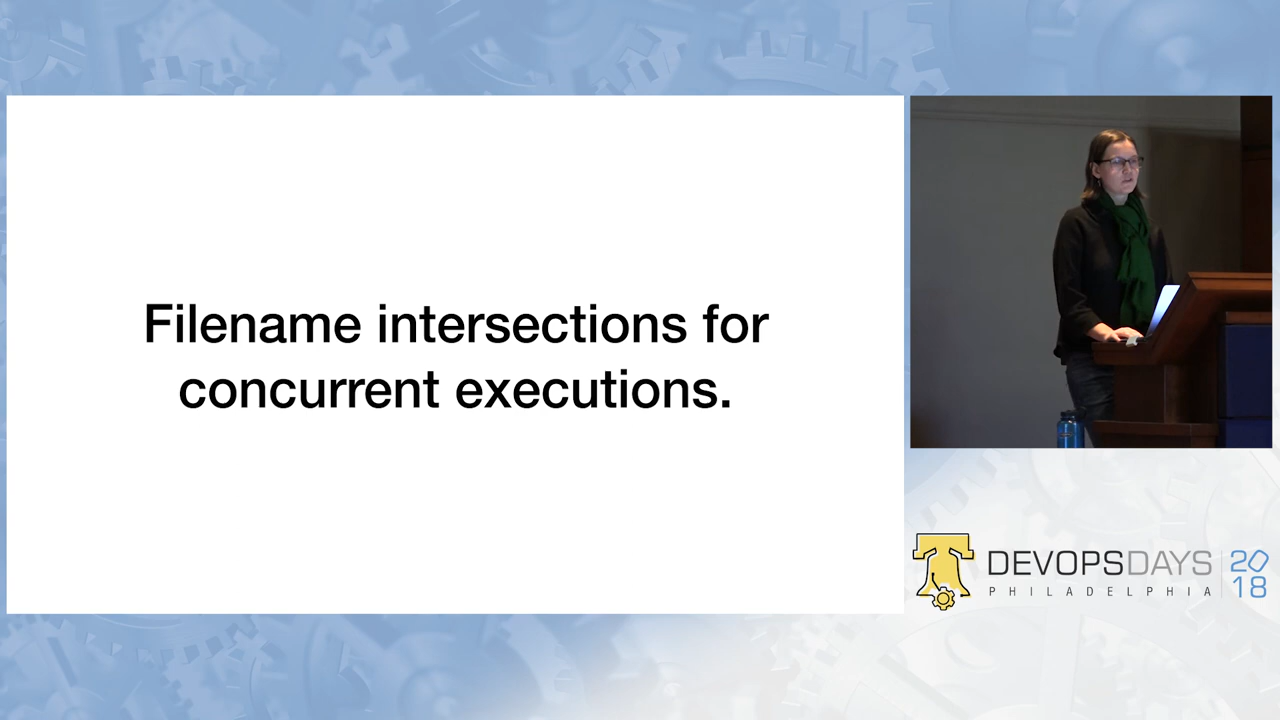 Filename intersections for
concurrent executions.
DEVOPSDAYS
PHILADELPHIA
20
18